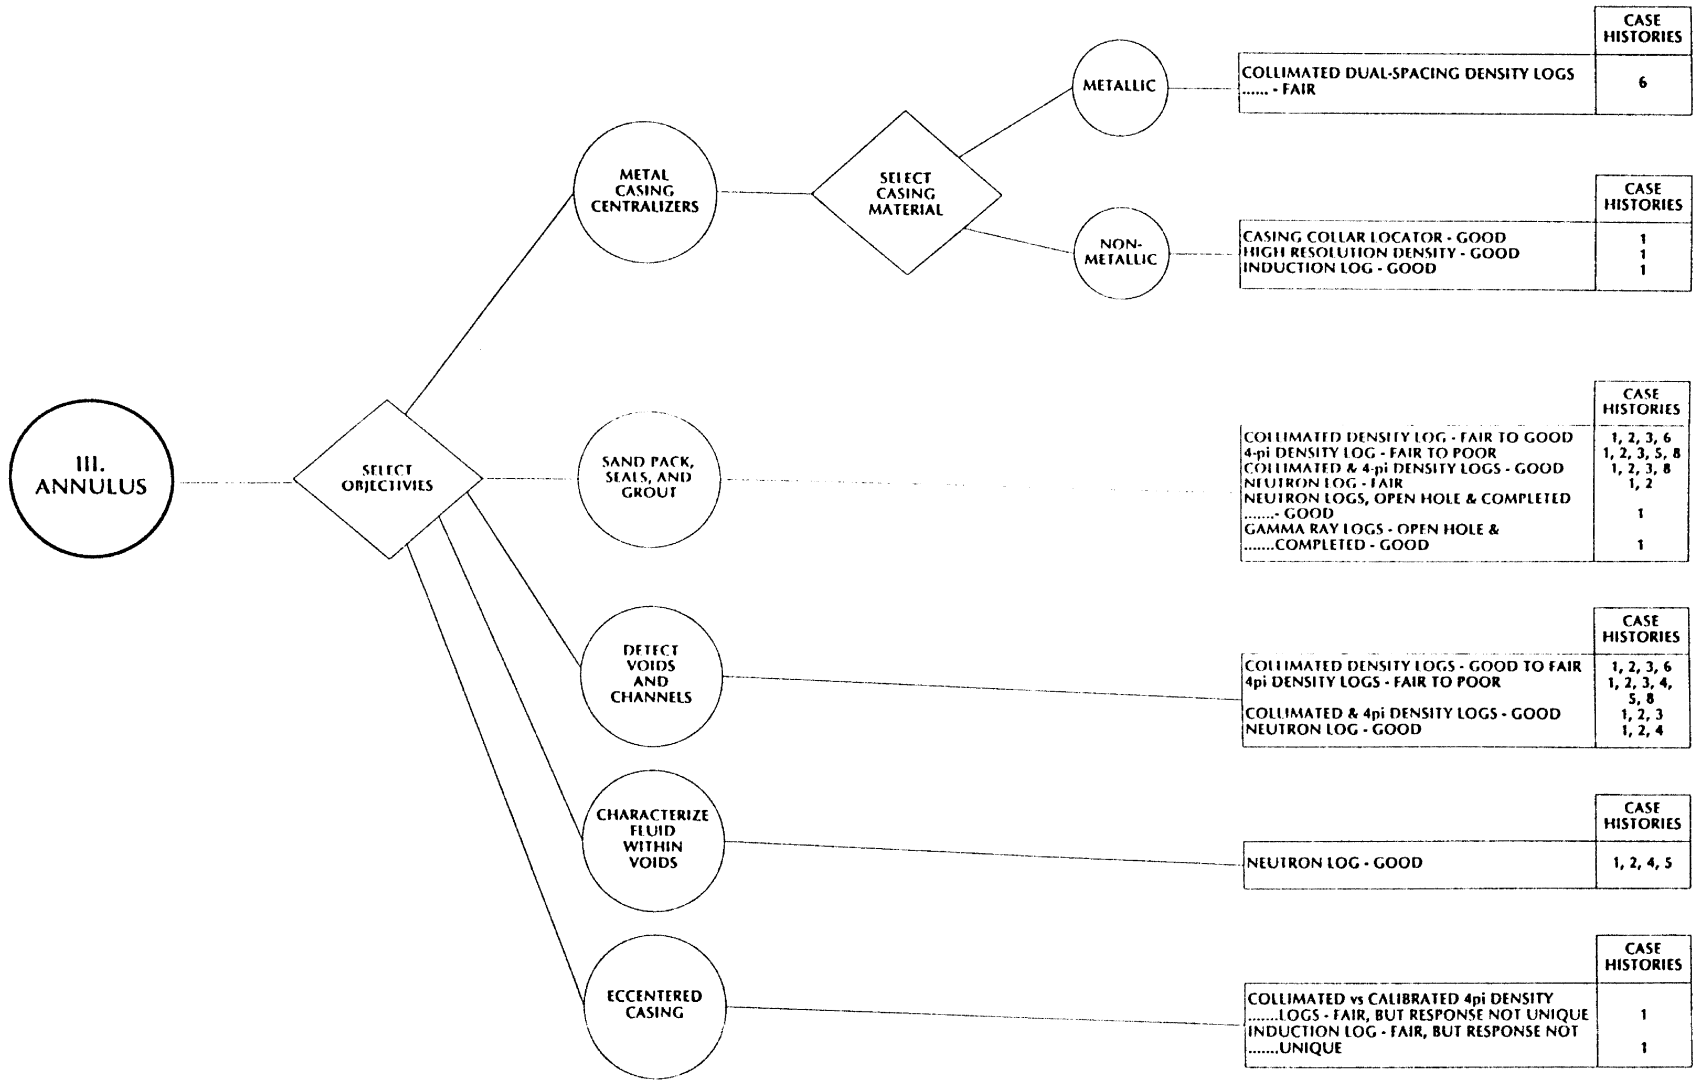 III.
ANNULUS
SELECT
OBJECTIVIES
METAL
CASING
CENTRALIZERS
SELECT
CASING
MATERIAL
METALLIC
CASE
HISTORIES
COLLIMATED DUAL-SPACING DENSITY LOGS
...... - FAIR
6
NON-
METALLIC
CASE
HISTORIES
CASING COLLAR LOCATOR - GOOD 1
HIGH RESOLUTION DENSITY - GOOD 1
INDUCTION LOG - GOOD 1
SAND PACK,
SEALS, AND
GROUT
CASE
HISTORIES
COLLIMATED DENSITY LOG - FAIR TO GOOD 1, 2, 3, 6
4-pi DENSITY LOG - FAIR TO POOR 1, 2, 3, 5, 8
COLLIMATED & 4-pi DENSITY LOGS - GOOD 1, 2, 3, 8
NEUTRON LOG - FAIR 1, 2
NEUTRON LOGS, OPEN HOLE & COMPLETED
.......- GOOD 1
GAMMA RAY LOGS - OPEN HOLE &
.......COMPLETED - GOOD 1
DETECT
VOIDS
AND
CHANNELS
CASE
HISTORIES
COLLIMATED DENSITY LOGS - GOOD TO FAIR 1, 2, 3, 6
4pi DENSITY LOGS - FAIR TO POOR 1, 2, 3, 4,
5, 8
COLLIMATED & 4pi DENSITY LOGS - GOOD 1, 2, 3
NEUTRON LOG - GOOD 1, 2, 4
CHARACTERIZE
FLUID
WITHIN
VOIDS
CASE
HISTORIES
NEUTRON LOG - GOOD 1, 2, 4, 5
ECCENTERED
CASING
CASE
HISTORIES
COLLIMATED vs CALIBRATED 4pi DENSITY
.......LOGS - FAIR, BUT RESPONSE NOT UNIQUE 1
INDUCTION LOG - FAIR, BUT RESPONSE NOT
.......UNIQUE 1